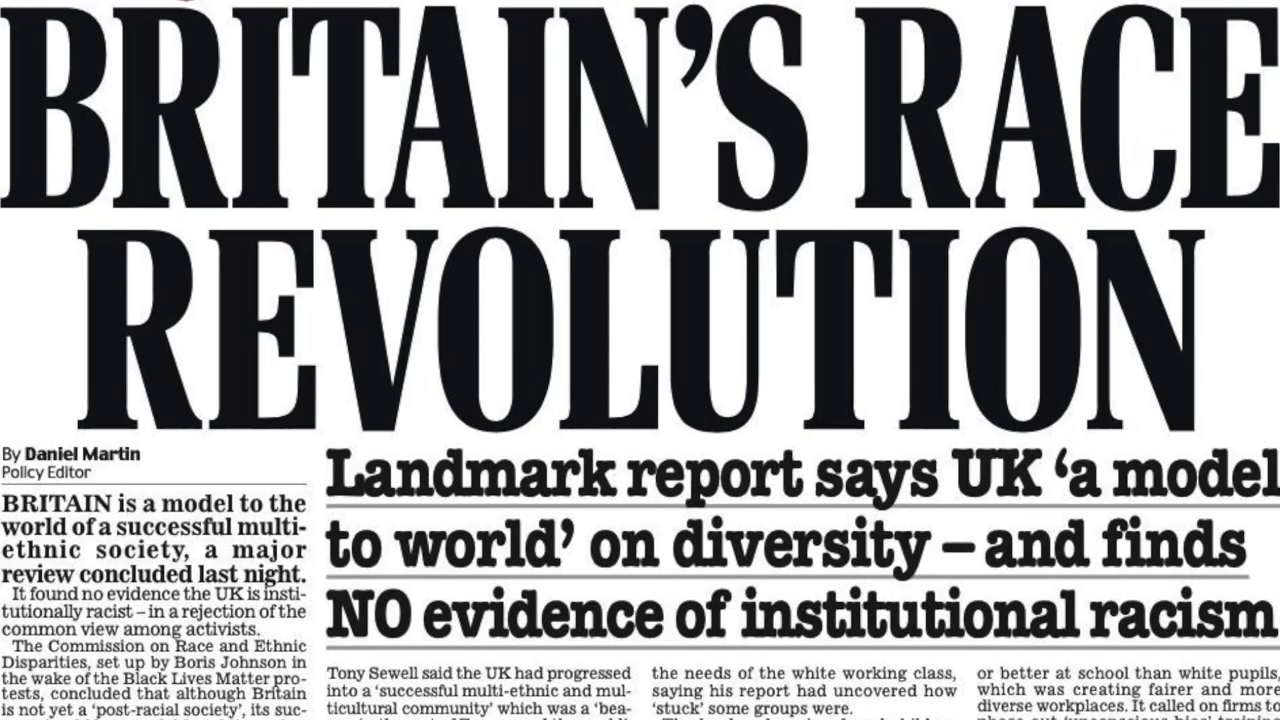 BRITAIN'S RACE
REVOLUTION
By Daniel Martin
Policy Editor
BRITAIN is a model to the
world of a successful multi-
ethnic society, a major
review concluded last night.
It found no evidence the UK is insti-
tutionally racist – in a rejection of the
common view among activists.
The Commission on Race and Ethnic
Disparities, set up by Boris Johnson in
the wake of the Black Lives Matter pro-
tests, concluded that although Britain
is not yet a 'post-racial society', its suc-
Landmark report says UK 'a model
to world' on diversity – and finds
NO evidence of institutional racism
Tony Sewell said the UK had progressed
into a 'successful multi-ethnic and mul-
ticultural community' which was a 'bea-
the needs of the white working class,
saying his report had uncovered how
'stuck' some groups were.
or better at school than white pupils,
which was creating fairer and more
diverse workplaces. It called on firms to